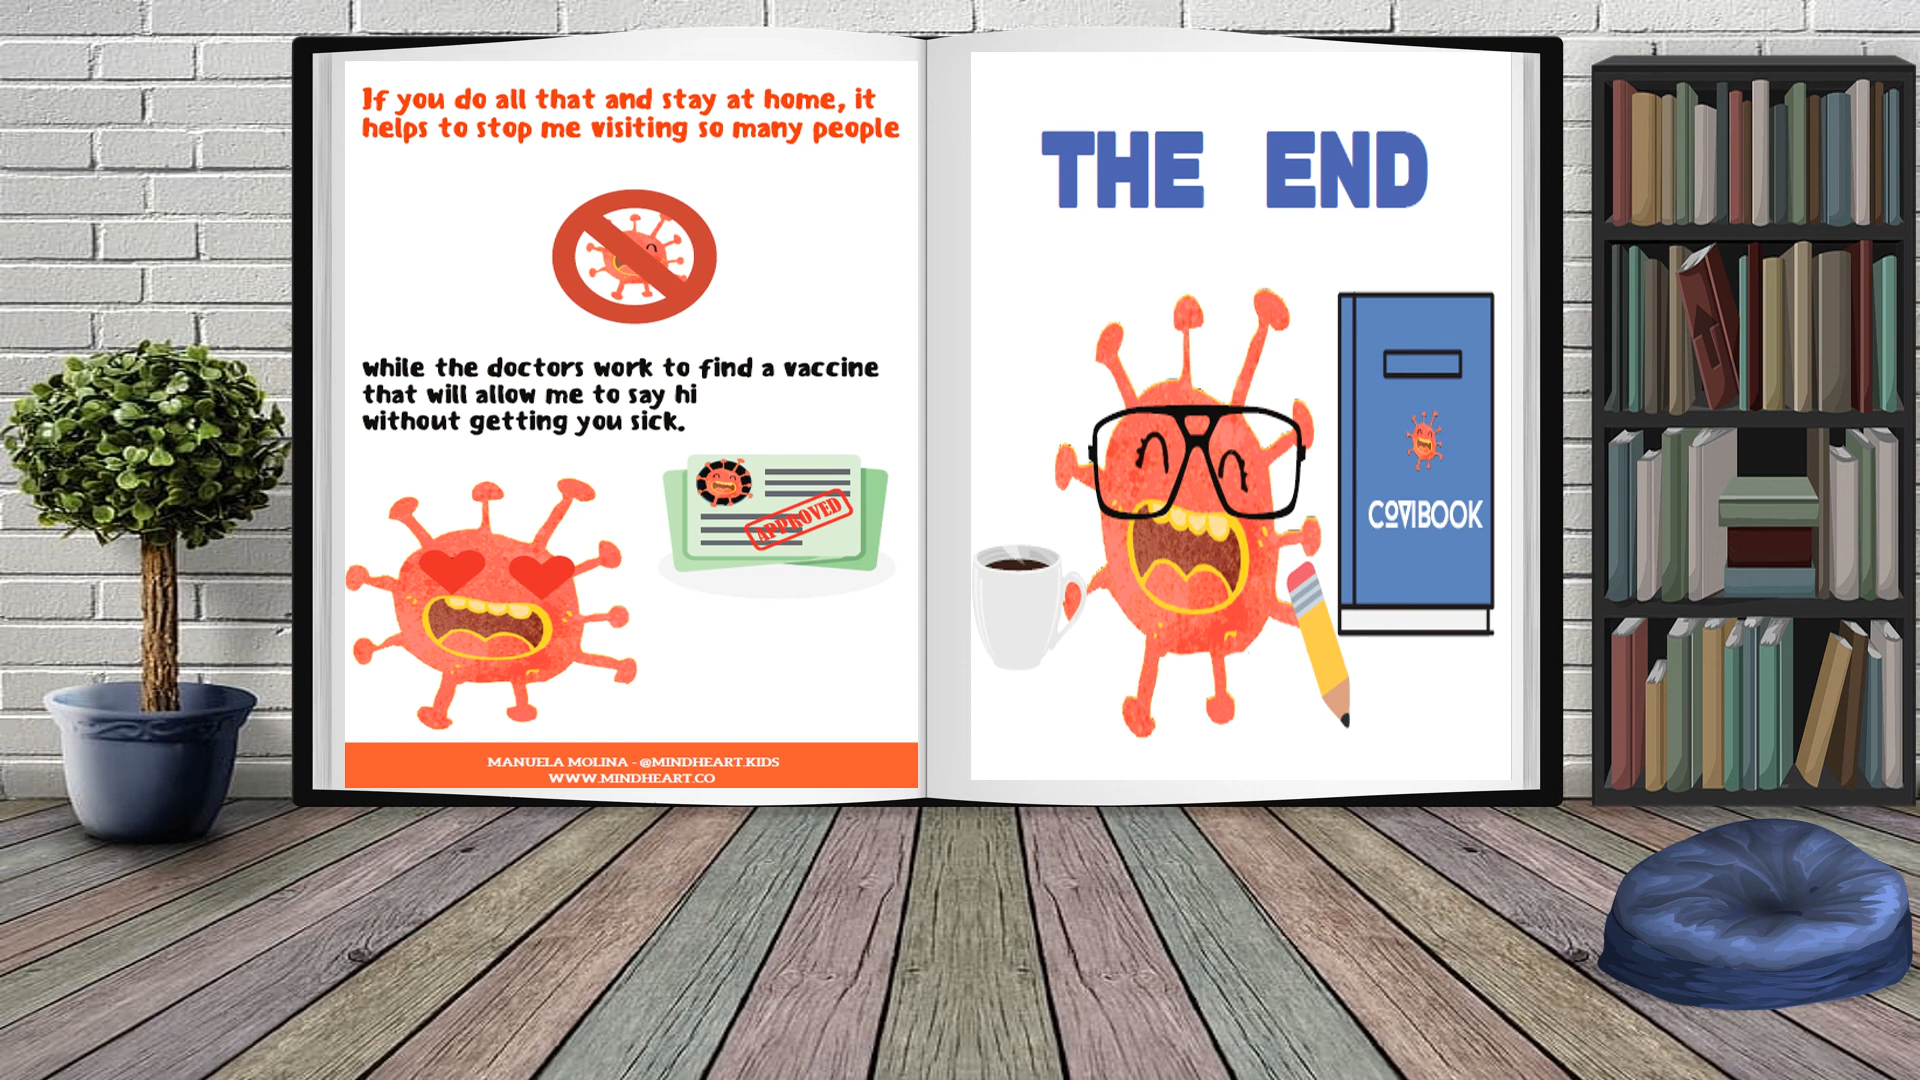 If you do all that and stay at home, it
helps to stop me visiting so many people
while the doctors work to find a vaccine
that will allow me to say hi
without getting you sick.
APPROVED
MANUELA MOLINA - @MINDHEART.KIDS
WWW.MINDHEART.CO
THE END
COVIBOOK